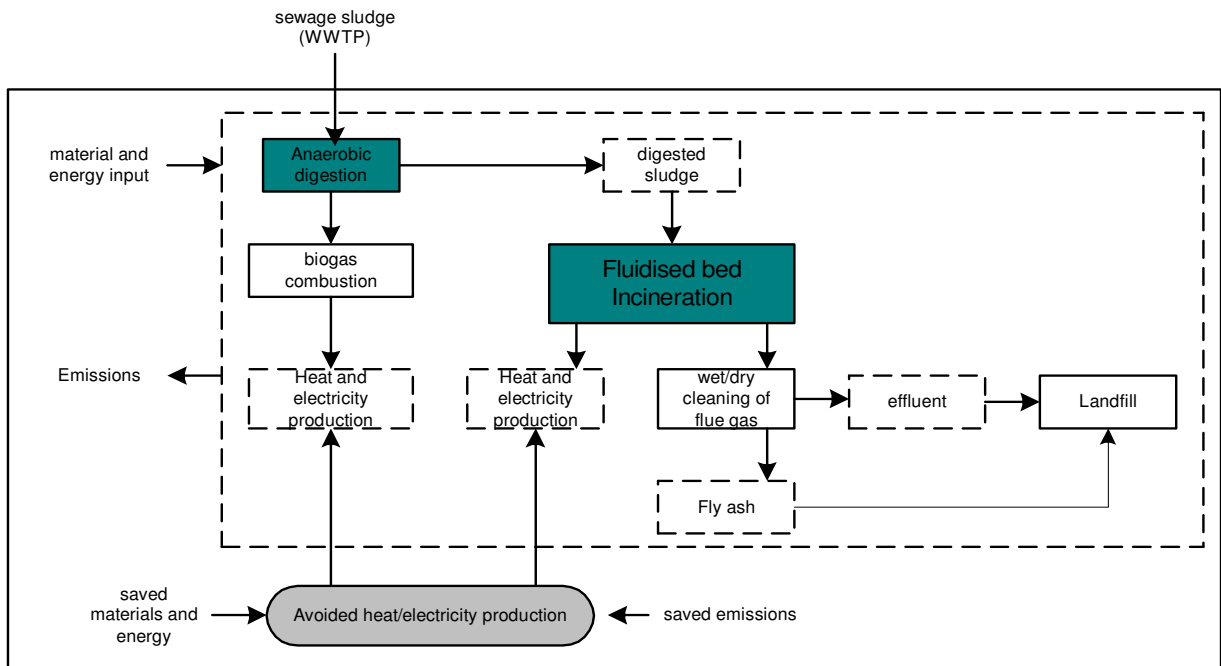 sewage sludge
(WWTP)
material and
energy input
Anaerobic
digestion
digested
sludge
biogas
combustion
Fluidised bed
Incineration
Emissions
Heat and
electricity
production
Heat and
electricity
production
wet/dry
cleaning of
flue gas
effluent
Landfill
Fly ash
saved
materials and
energy
Avoided heat/electricity production
saved emissions